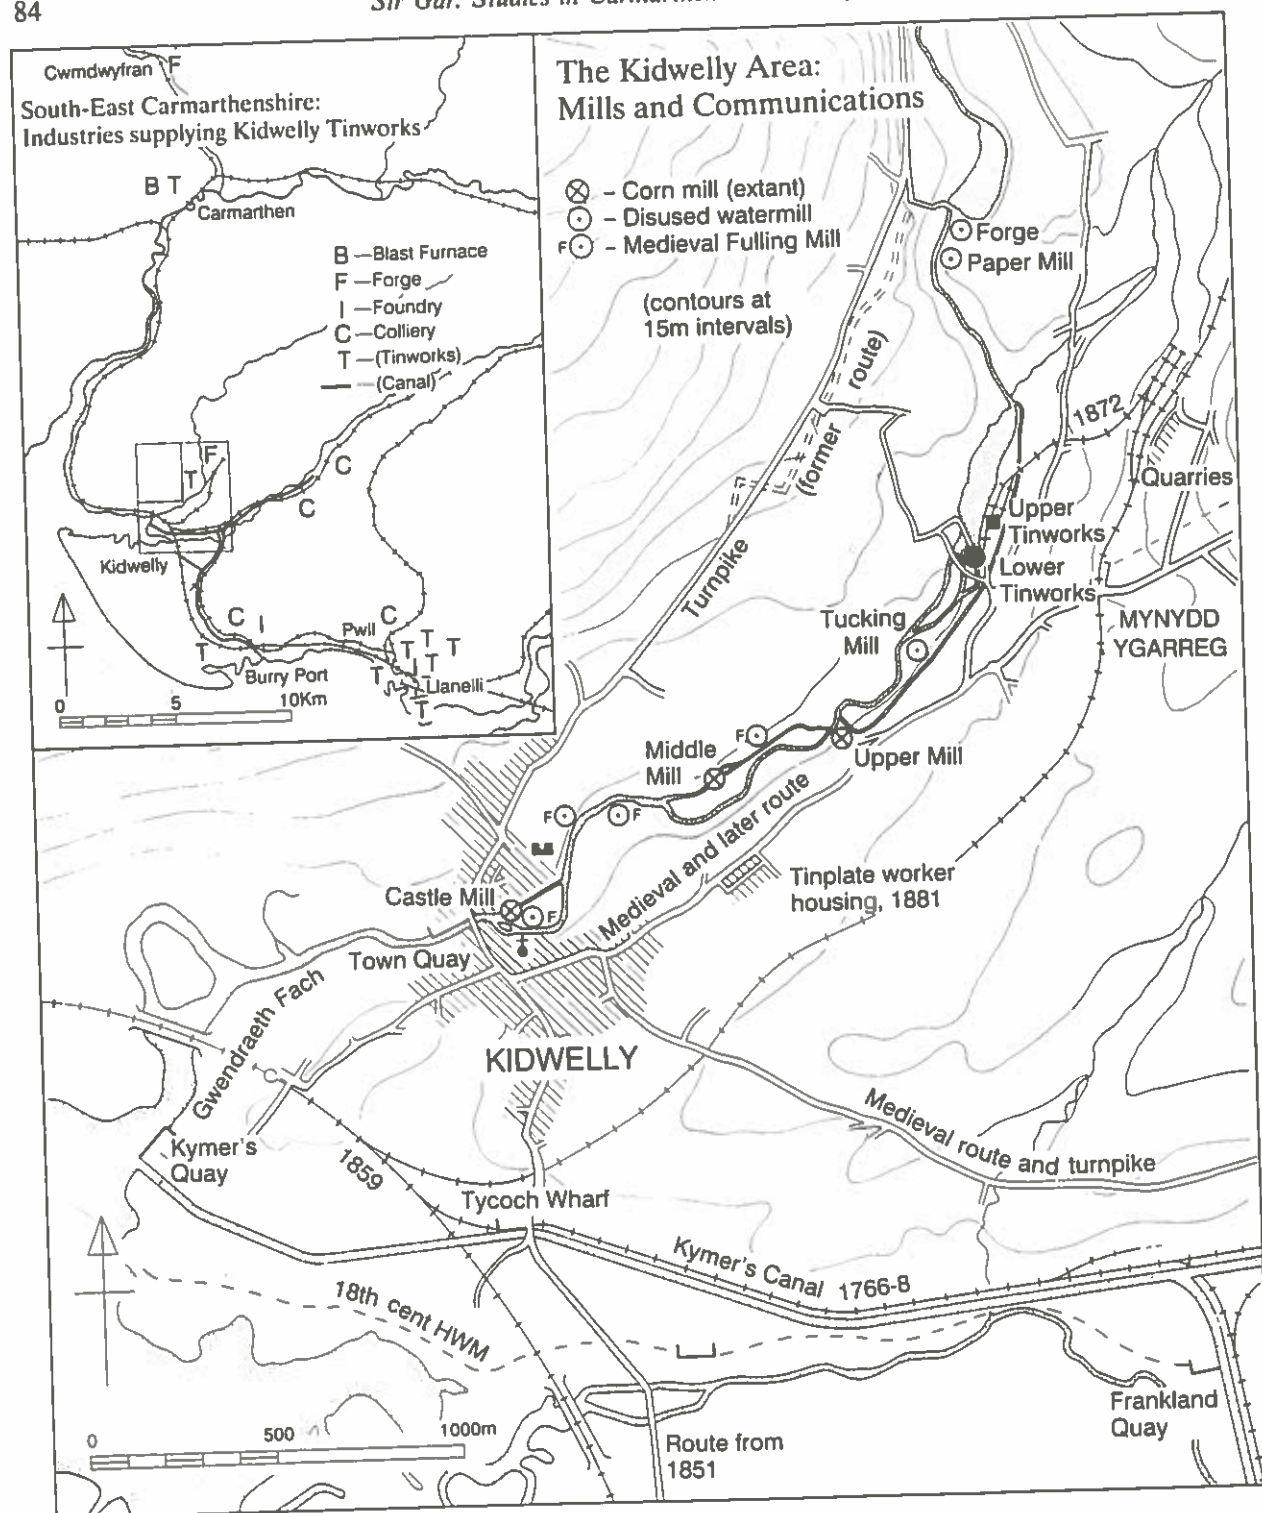 84
Sir Gar: Studies in Carmarthen
Cwmdwyfran F
South-East Carmarthenshire:
Industries supplying Kidwelly Tinworks
B T
Carmarthen
B – Blast Furnace
F – Forge
I – Foundry
C – Colliery
T – (Tinworks)
– (Canal)
F
T
C
C
Kidwelly
C I
Pwll
C
T
T
T
T
I
T
T
T
Burry Port
Llanelli
0 5 10Km
The Kidwelly Area:
Mills and Communications
– Corn mill (extant)
– Disused watermill
F – Medieval Fulling Mill
(contours at
15m intervals)
Forge
Paper Mill
(former route)
1872
Quarries
Upper
Tinworks
Lower
Tinworks
Turnpike
Tucking
Mill
MYNYDD
YGARREG
F
Middle
Mill
Upper Mill
F
F
Medieval and later route
Tinplate worker
housing, 1881
Castle Mill
F
Town Quay
Gwendraeth Fach
KIDWELLY
Kymer's
Quay
1859
Medieval route and turnpike
Tycoch Wharf
Kymer's Canal 1766-8
18th cent HWM
Frankland
Quay
0 500 1000m
Route from
1851